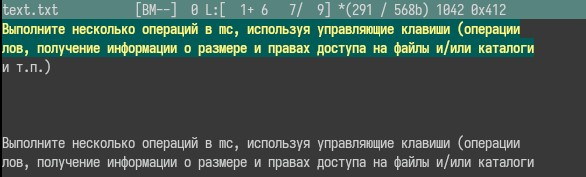 text.txt [BM--] 0 L:[ 1+ 6 7/ 9] *(291 / 568b) 1042 0x412
Выполните несколько операций в mc, используя управляющие клавиши (операции
лов, получение информации о размере и правах доступа на файлы и/или каталоги
и т.п.)
Выполните несколько операций в mc, используя управляющие клавиши (операции
лов, получение информации о размере и правах доступа на файлы и/или каталоги